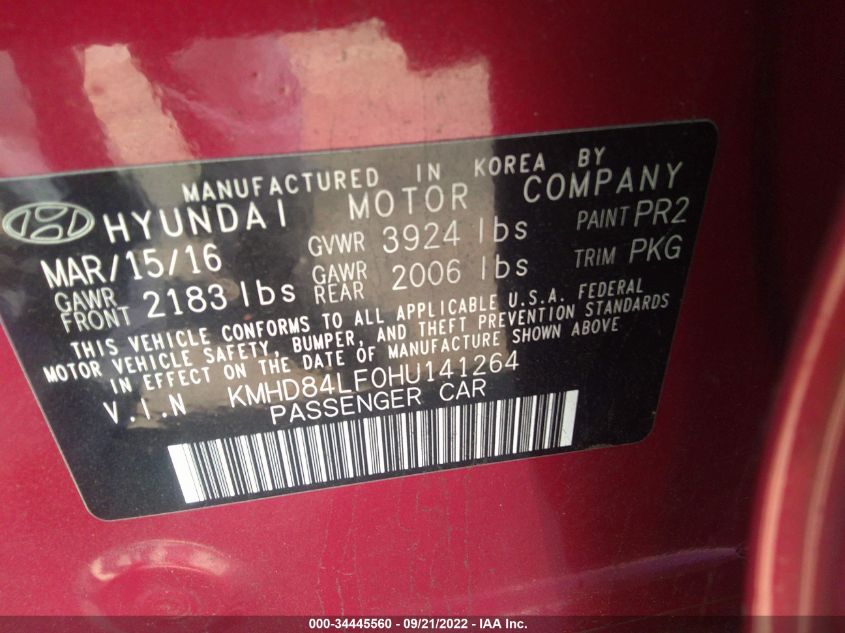 MANUFACTURED IN KOREA BY
HYUNDAI MOTOR COMPANY
MAR/15/16 GVWR 3924 lbs PAINT PR2
GAWR FRONT 2183 lbs GAWR REAR 2006 lbs TRIM PKG
THIS VEHICLE CONFORMS TO ALL APPLICABLE U.S.A. FEDERAL
MOTOR VEHICLE SAFETY, BUMPER, AND THEFT PREVENTION STANDARDS
IN EFFECT ON THE DATE OF MANUFACTURE SHOWN ABOVE
V.I.N KMHD84LF0HU141264
PASSENGER CAR
000-34445560 - 09/21/2022 - IAA Inc.